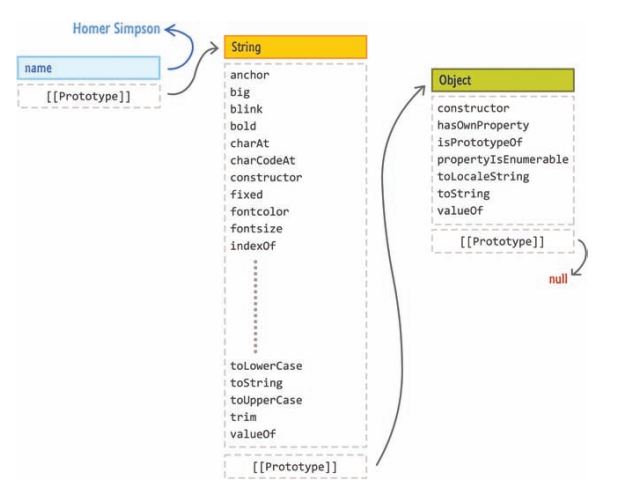 Homer Simpson
name
[[Prototype]]
String
anchor
big
blink
bold
charAt
charCodeAt
constructor
fixed
fontcolor
fontsize
indexOf
toLowerCase
toString
toUpperCase
trim
valueOf
[[Prototype]]
Object
constructor
hasOwnProperty
isPrototypeOf
propertyIsEnumerable
toLocaleString
toString
valueOf
[[Prototype]]
null